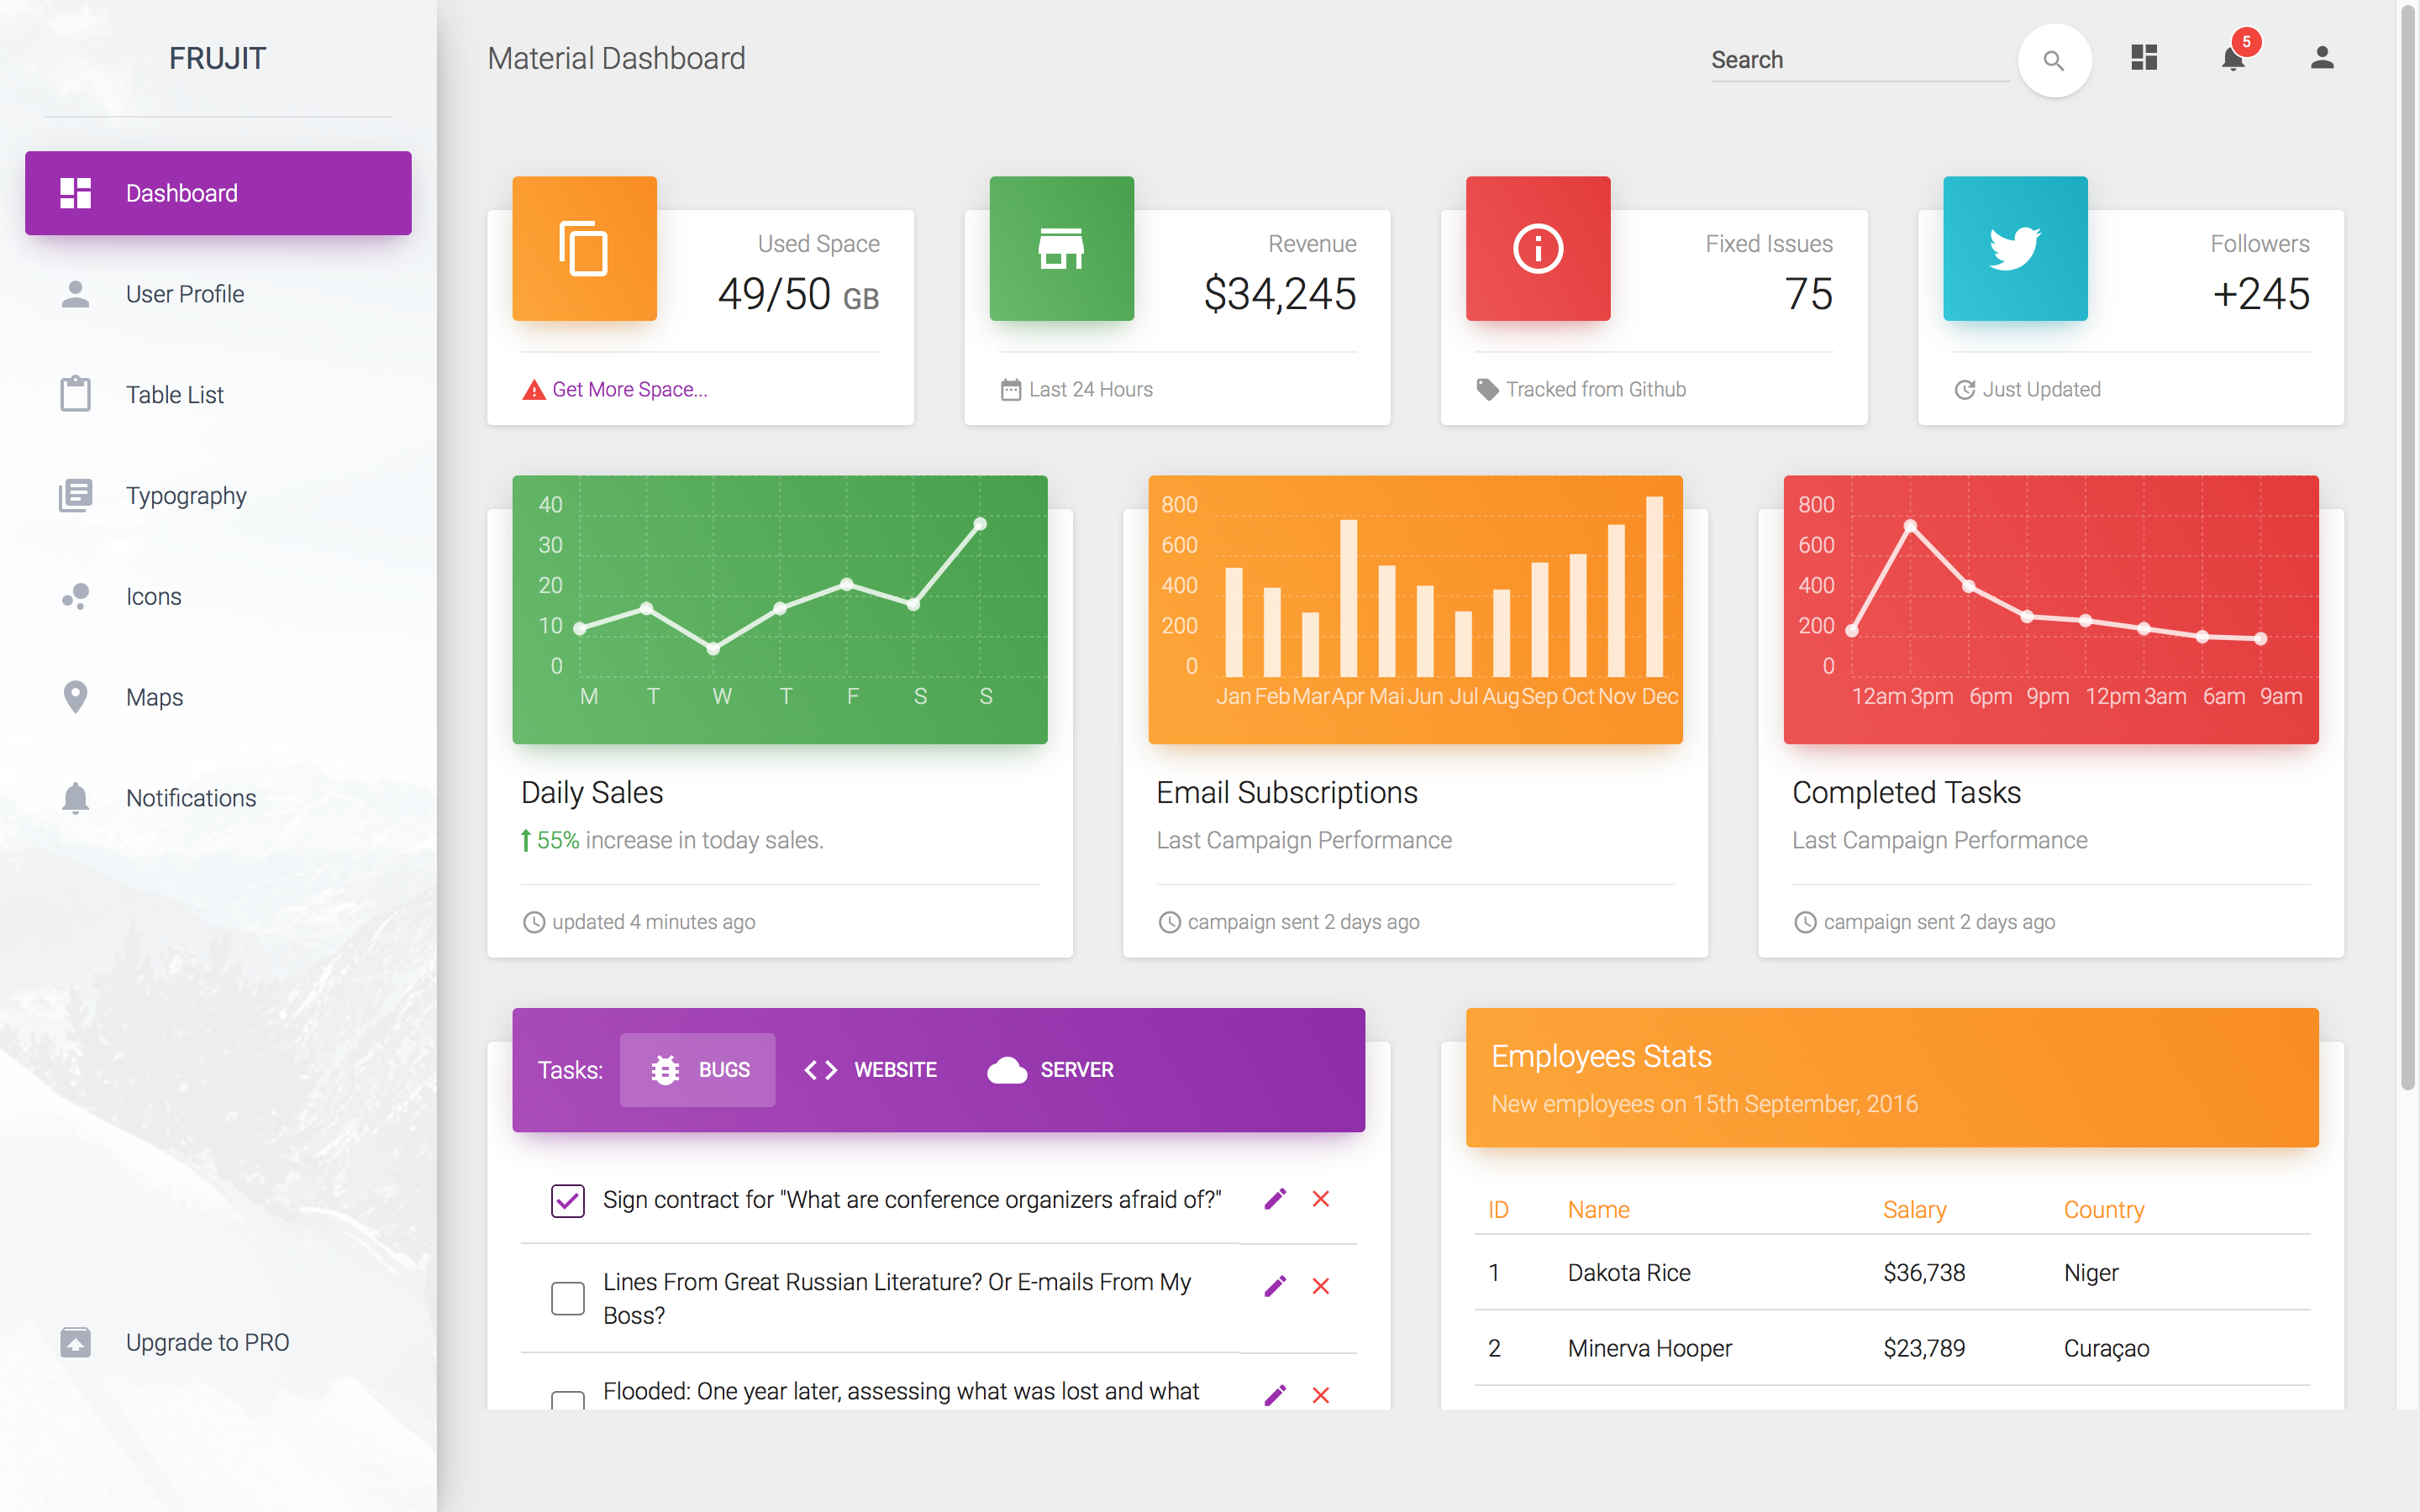 FRUJIT
Dashboard
User Profile
Table List
Typography
Icons
Maps
Notifications
Upgrade to PRO
Material Dashboard
Search
5
Used Space
49/50 GB
Get More Space...
Revenue
$34,245
Last 24 Hours
Fixed Issues
75
Tracked from Github
Followers
+245
Just Updated
40
30
20
10
0
M T W T F S S
Daily Sales
55% increase in today sales.
updated 4 minutes ago
800
600
400
200
0
Jan Feb Mar Apr Mai Jun Jul Aug Sep Oct Nov Dec
Email Subscriptions
Last Campaign Performance
campaign sent 2 days ago
800
600
400
200
0
12am 3pm 6pm 9pm 12pm 3am 6am 9am
Completed Tasks
Last Campaign Performance
campaign sent 2 days ago
Tasks: BUGS WEBSITE SERVER
Sign contract for "What are conference organizers afraid of?"
Lines From Great Russian Literature? Or E-mails From My
Boss?
Flooded: One year later, assessing what was lost and what
Employees Stats
New employees on 15th September, 2016
ID Name Salary Country
1 Dakota Rice $36,738 Niger
2 Minerva Hooper $23,789 Curaçao